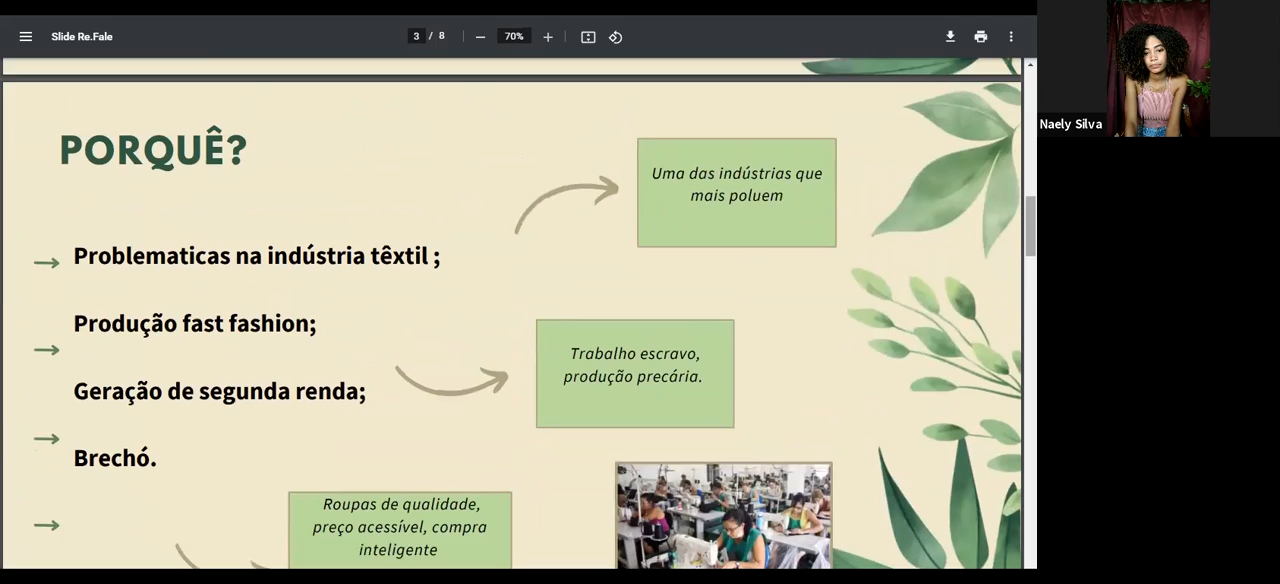 Slide Re.Fale
3 / 8
70%
Naely Silva
PORQUÊ?
Uma das indústrias que
mais poluem
Problematicas na indústria têxtil ;
Produção fast fashion;
Trabalho escravo,
produção precária.
Geração de segunda renda;
Brechó.
Roupas de qualidade,
preço acessível, compra
inteligente